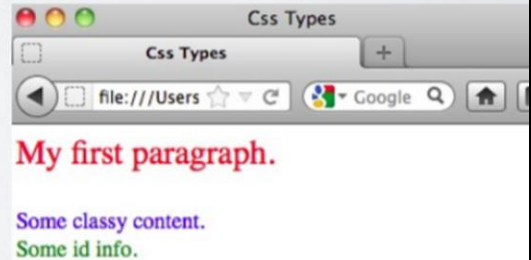 Css Types
Css Types
file:///Users
Google
My first paragraph.
Some classy content.
Some id info.